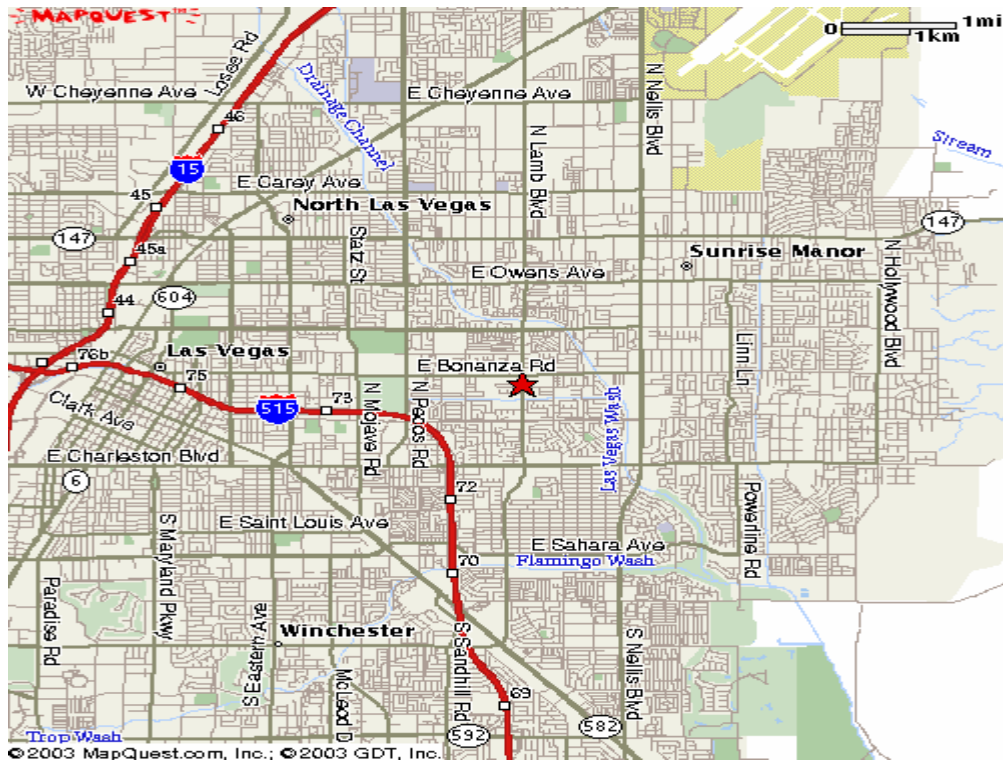 MAPQUEST™
0 1mi
1km
Losee Rd
W Cheyenne Ave
E Cheyenne Ave
N Nellis Blvd
Drainage Channel
46
N Lamb Blvd
Stream
15
E Carey Ave
45
North Las Vegas
147
147
45a
Statz St
Sunrise Manor
N Hollywood Blvd
E Owens Ave
604
44
76b
Las Vegas
E Bonanza Rd
Linn Ln
75
N Mojave Rd
N Pecos Rd
Clark Ave
515
73
Las Vegas Wash
E Charleston Blvd
6
72
Powerline Rd
E Saint Louis Ave
S Maryland Pkwy
E Sahara Ave
Flamingo Wash
70
Paradise Rd
S Eastern Ave
Winchester
S Sandhill Rd
S Nellis Blvd
McLeod D
69
592
582
Trop Wash
©2003 MapQuest.com, Inc.; ©2003 GDT, Inc.